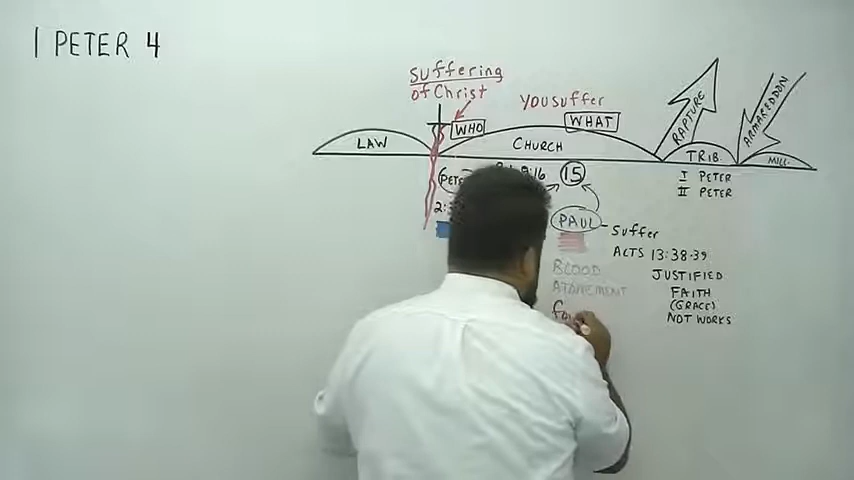 1 PETER 4
Suffering
of Christ
You suffer
WHO
WHAT
LAW
CHURCH
RAPTURE
ARMAGEDDON
TRIB.
MILL.
15
I PETER
II PETER
PAUL
Suffer
ACTS 13:38-39
JUSTIFIED
FAITH
(GRACE)
NOT WORKS
BLOOD
ATONEMENT